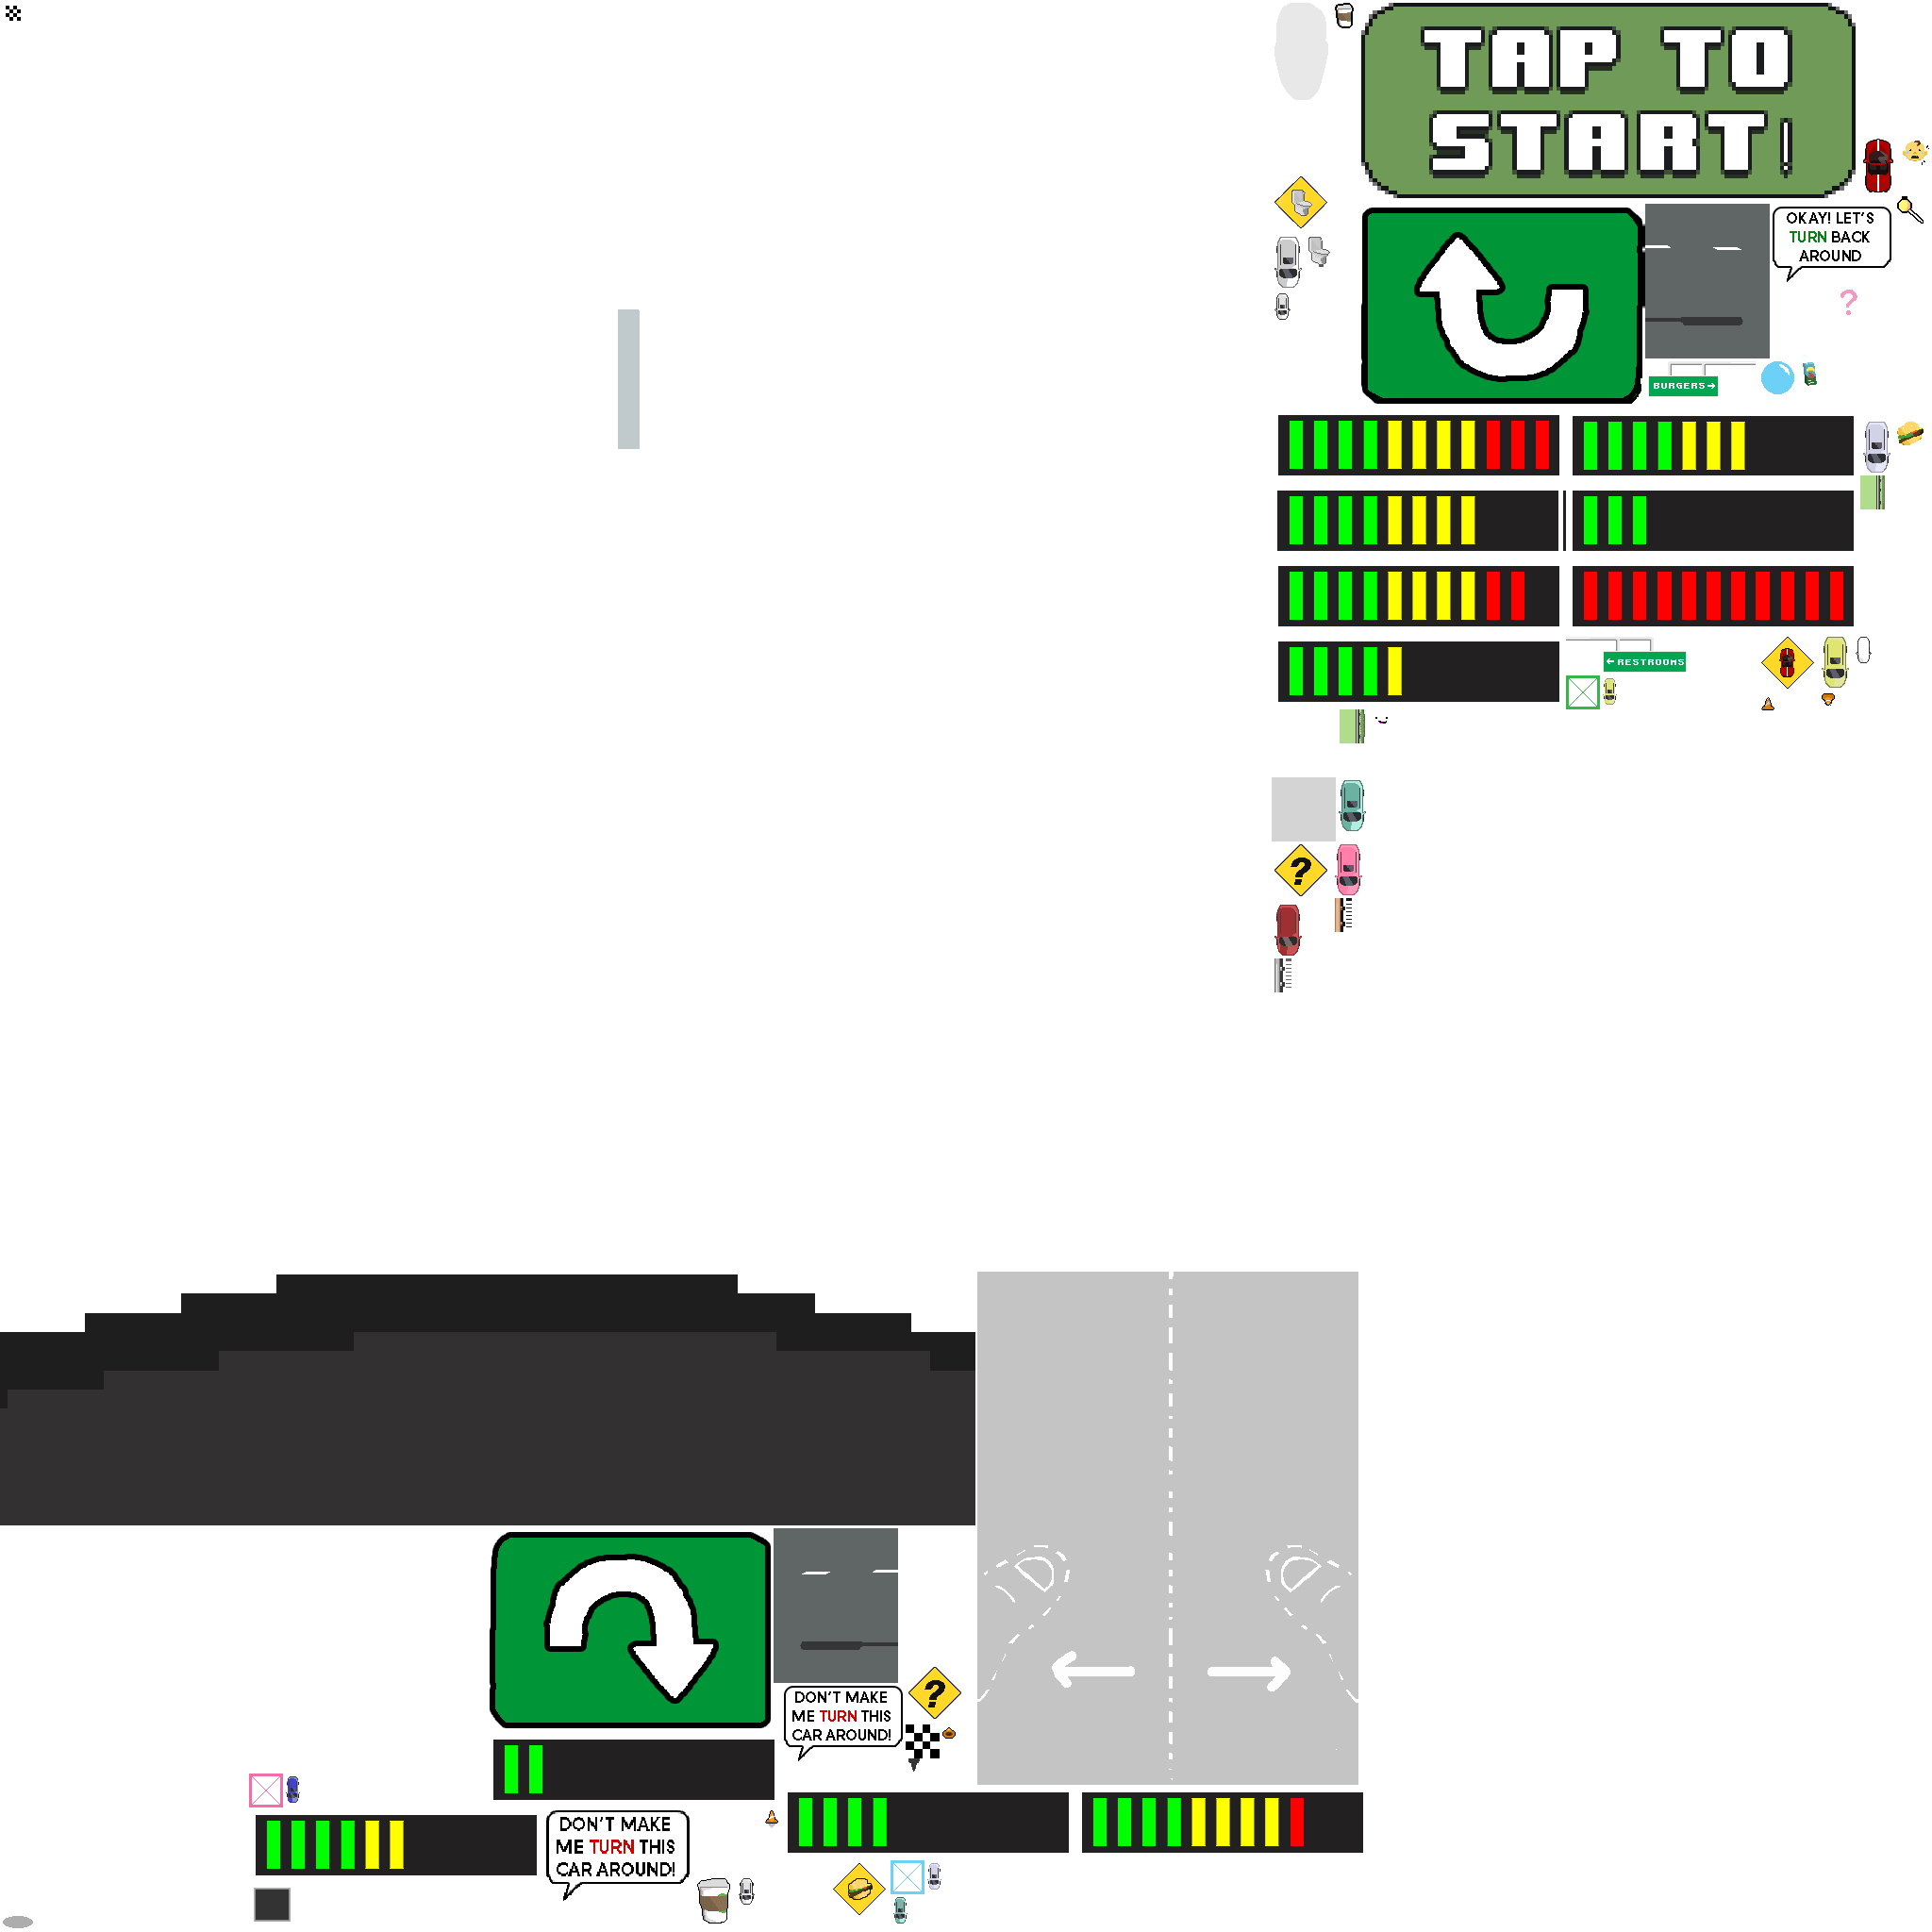 TAP TO
START!
OKAY! LET'S
TURN BACK
AROUND
?
BURGERS→
←RESTROOMS
?
DON'T MAKE
ME TURN THIS
CAR AROUND!
?
DON'T MAKE
ME TURN THIS
CAR AROUND!